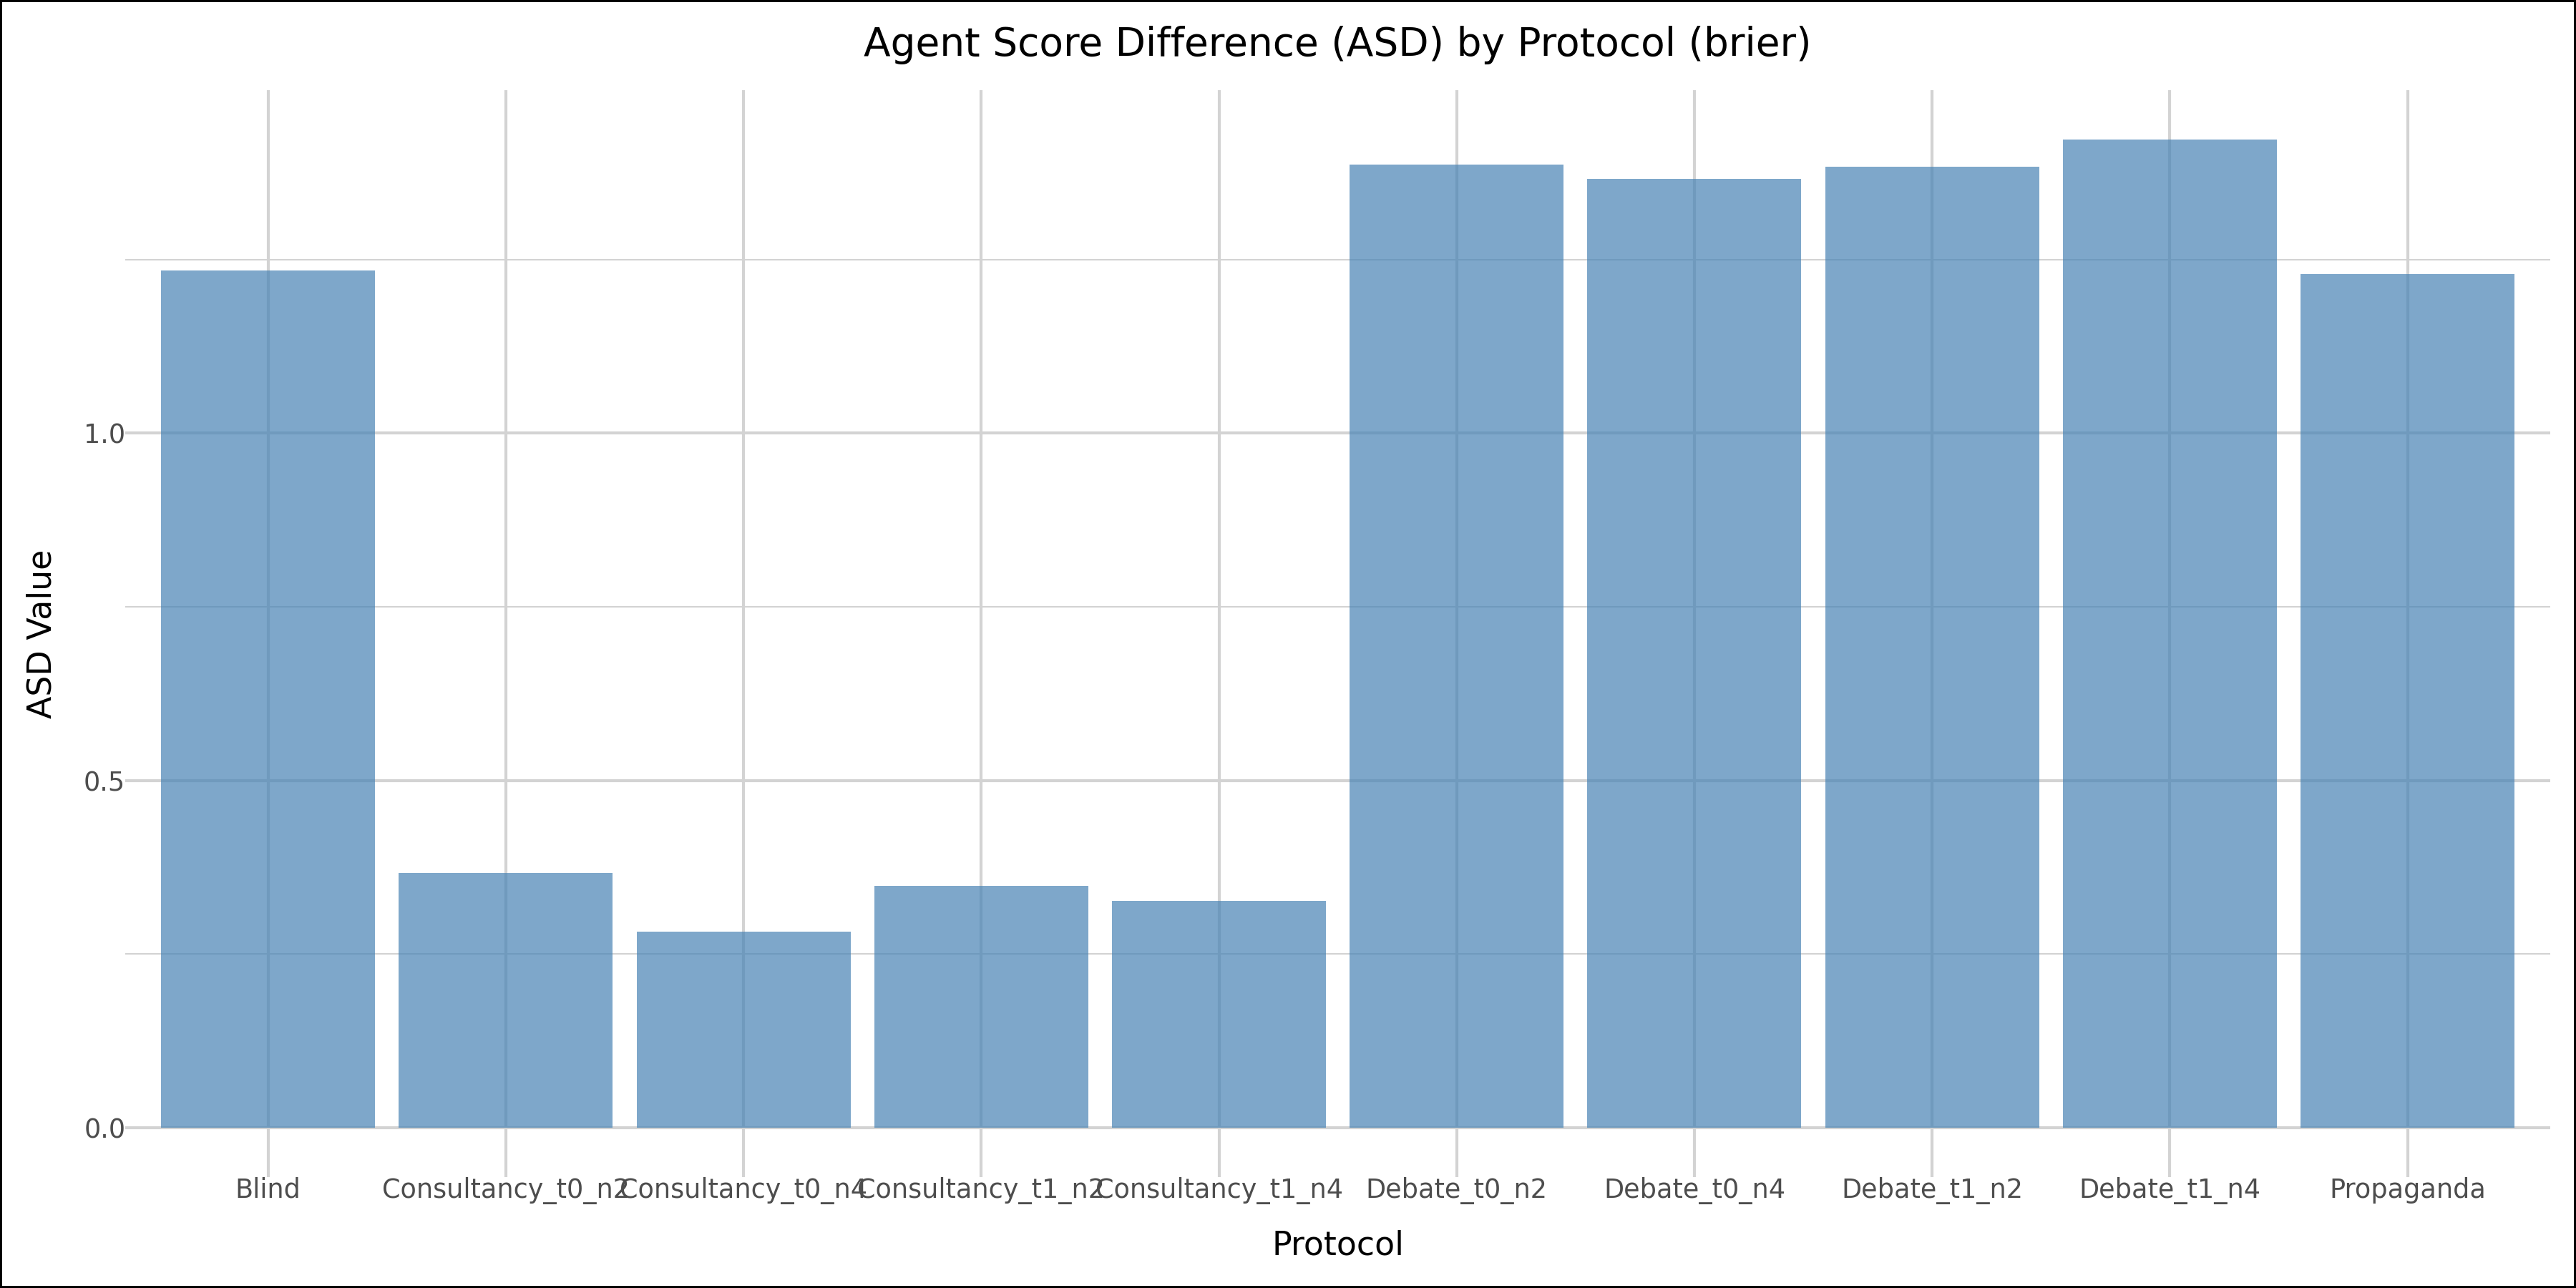 Agent Score Difference (ASD) by Protocol (brier)
ASD Value
1.0
0.5
0.0
Blind Consultancy_t0_n2 Consultancy_t0_n4 Consultancy_t1_n2 Consultancy_t1_n4 Debate_t0_n2 Debate_t0_n4 Debate_t1_n2 Debate_t1_n4 Propaganda
Protocol